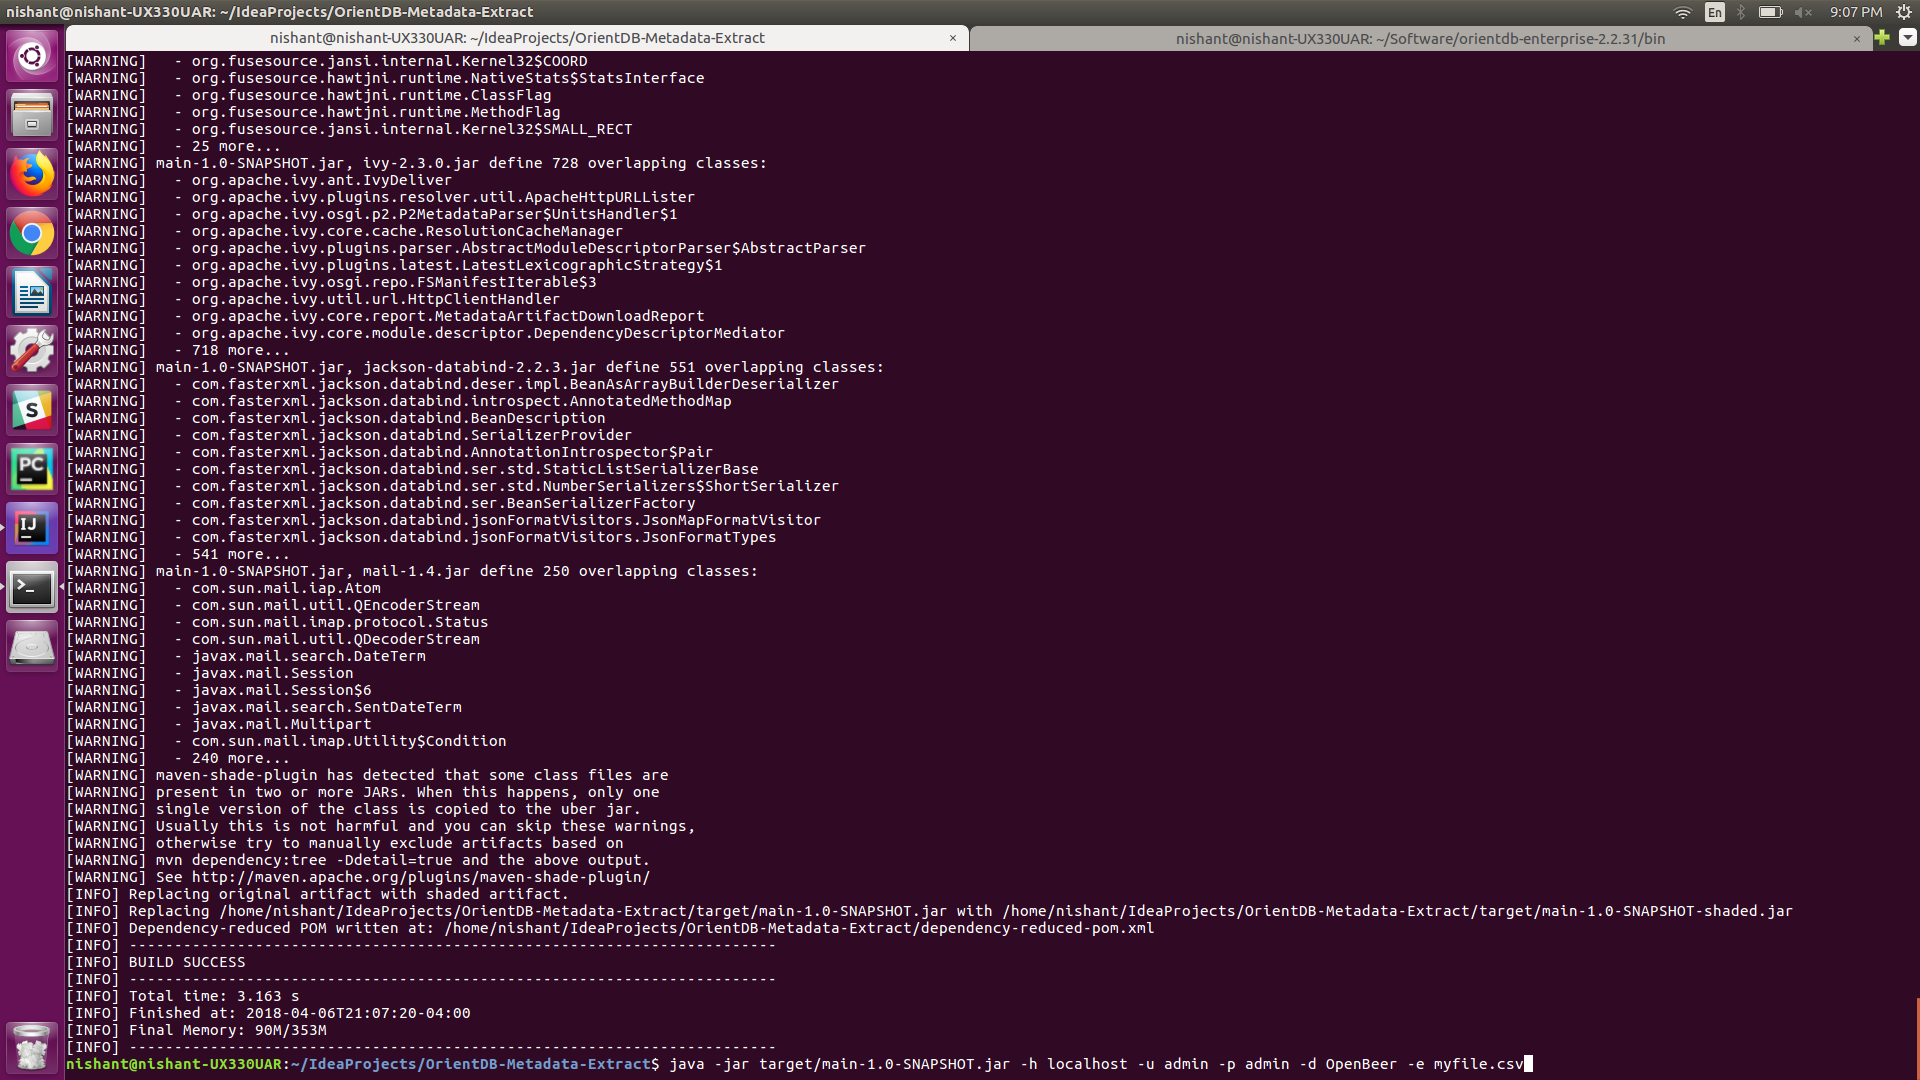 nishant@nishant-UX330UAR: ~/IdeaProjects/OrientDB-Metadata-Extract
En
9:07 PM
nishant@nishant-UX330UAR: ~/IdeaProjects/OrientDB-Metadata-Extract ×
nishant@nishant-UX330UAR: ~/Software/orientdb-enterprise-2.2.31/bin ×
[WARNING]   - org.fusesource.jansi.internal.Kernel32$COORD
[WARNING]   - org.fusesource.hawtjni.runtime.NativeStats$StatsInterface
[WARNING]   - org.fusesource.hawtjni.runtime.ClassFlag
[WARNING]   - org.fusesource.hawtjni.runtime.MethodFlag
[WARNING]   - org.fusesource.jansi.internal.Kernel32$SMALL_RECT
[WARNING]   - 25 more...
[WARNING] main-1.0-SNAPSHOT.jar, ivy-2.3.0.jar define 728 overlapping classes:
[WARNING]   - org.apache.ivy.ant.IvyDeliver
[WARNING]   - org.apache.ivy.plugins.resolver.util.ApacheHttpURLLister
[WARNING]   - org.apache.ivy.osgi.p2.P2MetadataParser$UnitsHandler$1
[WARNING]   - org.apache.ivy.core.cache.ResolutionCacheManager
[WARNING]   - org.apache.ivy.plugins.parser.AbstractModuleDescriptorParser$AbstractParser
[WARNING]   - org.apache.ivy.plugins.latest.LatestLexicographicStrategy$1
[WARNING]   - org.apache.ivy.osgi.repo.FSManifestIterable$3
[WARNING]   - org.apache.ivy.util.url.HttpClientHandler
[WARNING]   - org.apache.ivy.core.report.MetadataArtifactDownloadReport
[WARNING]   - org.apache.ivy.core.module.descriptor.DependencyDescriptorMediator
[WARNING]   - 718 more...
[WARNING] main-1.0-SNAPSHOT.jar, jackson-databind-2.2.3.jar define 551 overlapping classes:
[WARNING]   - com.fasterxml.jackson.databind.deser.impl.BeanAsArrayBuilderDeserializer
[WARNING]   - com.fasterxml.jackson.databind.introspect.AnnotatedMethodMap
[WARNING]   - com.fasterxml.jackson.databind.BeanDescription
[WARNING]   - com.fasterxml.jackson.databind.SerializerProvider
[WARNING]   - com.fasterxml.jackson.databind.AnnotationIntrospector$Pair
[WARNING]   - com.fasterxml.jackson.databind.ser.std.StaticListSerializerBase
[WARNING]   - com.fasterxml.jackson.databind.ser.std.NumberSerializers$ShortSerializer
[WARNING]   - com.fasterxml.jackson.databind.ser.BeanSerializerFactory
[WARNING]   - com.fasterxml.jackson.databind.jsonFormatVisitors.JsonMapFormatVisitor
[WARNING]   - com.fasterxml.jackson.databind.jsonFormatVisitors.JsonFormatTypes
[WARNING]   - 541 more...
[WARNING] main-1.0-SNAPSHOT.jar, mail-1.4.jar define 250 overlapping classes:
[WARNING]   - com.sun.mail.iap.Atom
[WARNING]   - com.sun.mail.util.QEncoderStream
[WARNING]   - com.sun.mail.imap.protocol.Status
[WARNING]   - com.sun.mail.util.QDecoderStream
[WARNING]   - javax.mail.search.DateTerm
[WARNING]   - javax.mail.Session
[WARNING]   - javax.mail.Session$6
[WARNING]   - javax.mail.search.SentDateTerm
[WARNING]   - javax.mail.Multipart
[WARNING]   - com.sun.mail.imap.Utility$Condition
[WARNING]   - 240 more...
[WARNING] maven-shade-plugin has detected that some class files are
[WARNING] present in two or more JARs. When this happens, only one
[WARNING] single version of the class is copied to the uber jar.
[WARNING] Usually this is not harmful and you can skip these warnings,
[WARNING] otherwise try to manually exclude artifacts based on
[WARNING] mvn dependency:tree -Ddetail=true and the above output.
[WARNING] See http://maven.apache.org/plugins/maven-shade-plugin/
[INFO] Replacing original artifact with shaded artifact.
[INFO] Replacing /home/nishant/IdeaProjects/OrientDB-Metadata-Extract/target/main-1.0-SNAPSHOT.jar with /home/nishant/IdeaProjects/OrientDB-Metadata-Extract/target/main-1.0-SNAPSHOT-shaded.jar
[INFO] Dependency-reduced POM written at: /home/nishant/IdeaProjects/OrientDB-Metadata-Extract/dependency-reduced-pom.xml
[INFO] ------------------------------------------------------------------------
[INFO] BUILD SUCCESS
[INFO] ------------------------------------------------------------------------
[INFO] Total time: 3.163 s
[INFO] Finished at: 2018-04-06T21:07:20-04:00
[INFO] Final Memory: 90M/353M
[INFO] ------------------------------------------------------------------------
nishant@nishant-UX330UAR:~/IdeaProjects/OrientDB-Metadata-Extract$ java -jar target/main-1.0-SNAPSHOT.jar -h localhost -u admin -p admin -d OpenBeer -e myfile.csv
S
PC
IJ
>_